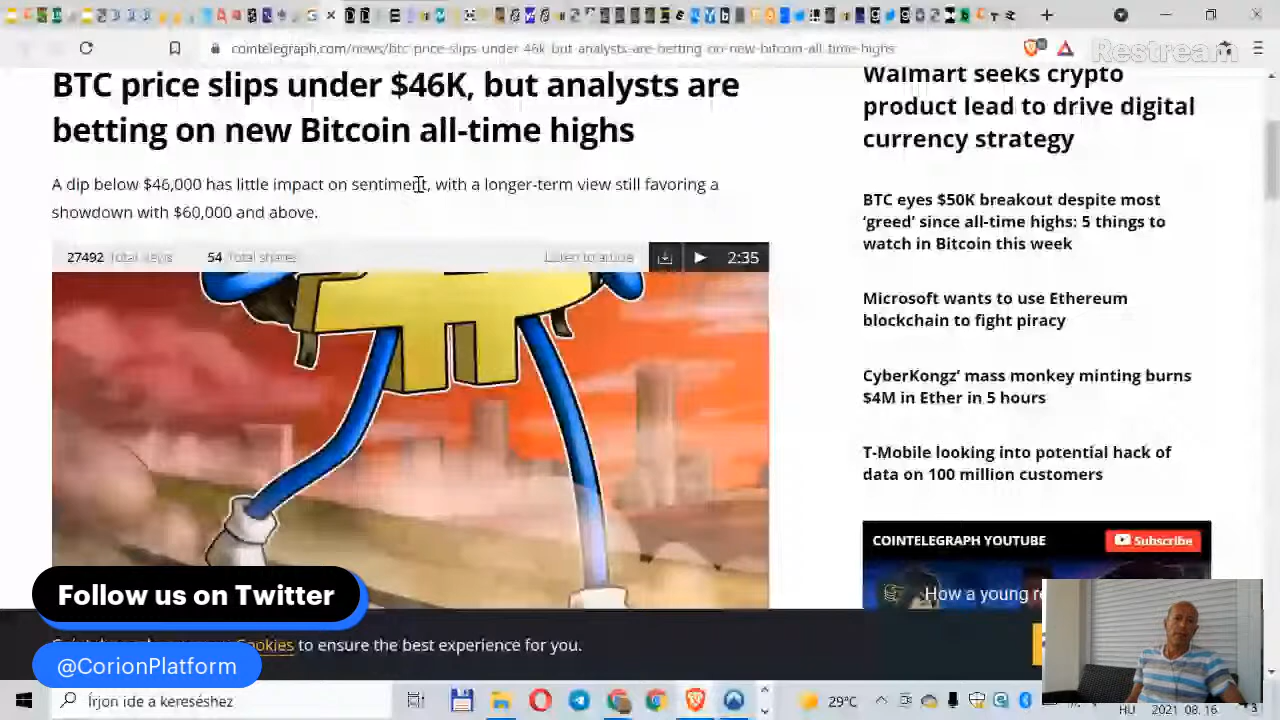 cointelegraph.com/news/btc-price-slips-under-46k-but-analysts-are-betting-on-new-bitcoin-all-time-highs
Restream
BTC price slips under $46K, but analysts are
betting on new Bitcoin all-time highs
A dip below $46,000 has little impact on sentiment, with a longer-term view still favoring a
showdown with $60,000 and above.
27492 Total views 54 Total shares Listen to article 2:35
Walmart seeks crypto
product lead to drive digital
currency strategy
BTC eyes $50K breakout despite most
‘greed’ since all-time highs: 5 things to
watch in Bitcoin this week
Microsoft wants to use Ethereum
blockchain to fight piracy
CyberKongz’ mass monkey minting burns
$4M in Ether in 5 hours
T-Mobile looking into potential hack of
data on 100 million customers
COINTELEGRAPH YOUTUBE Subscribe
How a young
Follow us on Twitter
Cookies to ensure the best experience for you.
@CorionPlatform
Írjon ide a kereséshez
29°C
HU 2021. 08. 16. 3